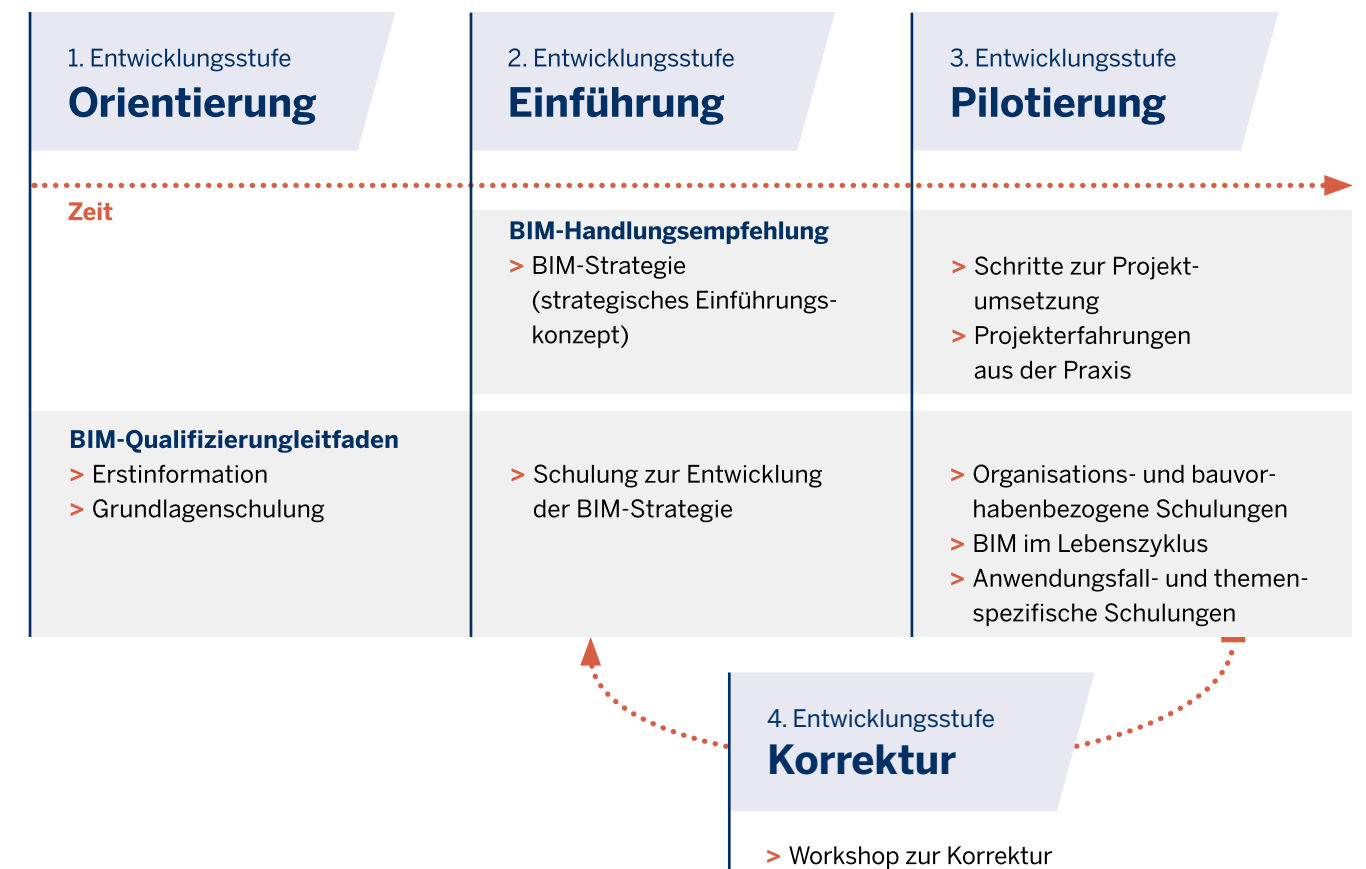 1. Entwicklungsstufe
Orientierung
2. Entwicklungsstufe
Einführung
3. Entwicklungsstufe
Pilotierung
Zeit
BIM-Handlungsempfehlung
> BIM-Strategie
(strategisches Einführungs-
konzept)
> Schritte zur Projekt-
umsetzung
> Projekterfahrungen
aus der Praxis
BIM-Qualifizierungleitfaden
> Erstinformation
> Grundlagenschulung
> Schulung zur Entwicklung
der BIM-Strategie
> Organisations- und bauvor-
habenbezogene Schulungen
> BIM im Lebenszyklus
> Anwendungsfall- und themen-
spezifische Schulungen
4. Entwicklungsstufe
Korrektur
> Workshop zur Korrektur